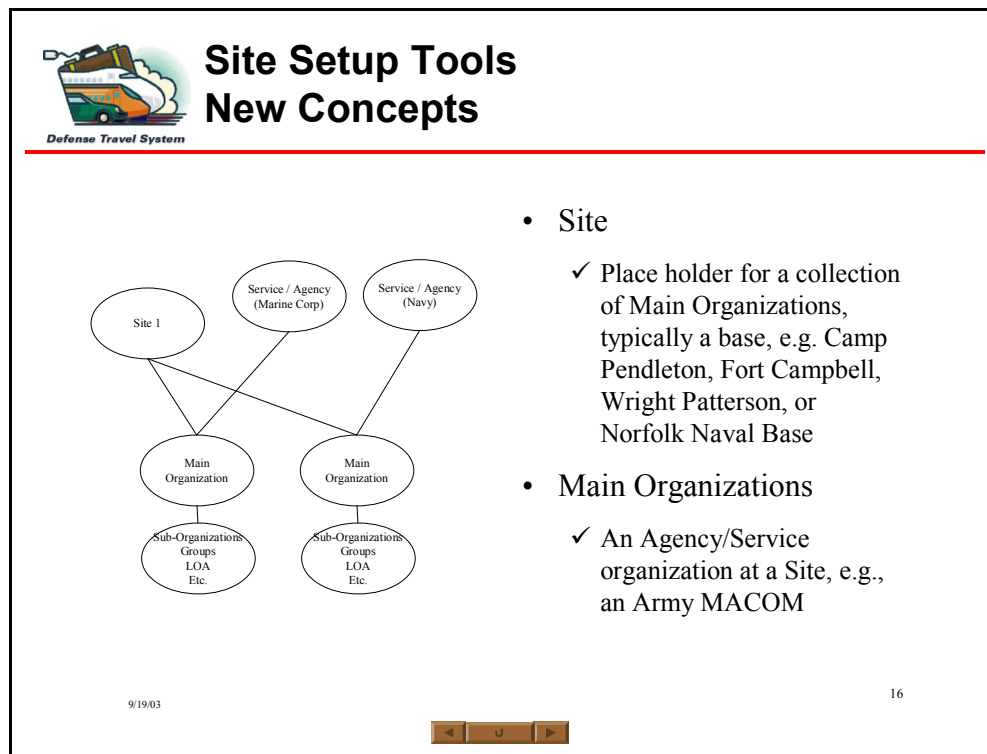 Site Setup Tools
New Concepts
Defense Travel System
Site 1
Service / Agency
(Marine Corp)
Service / Agency
(Navy)
Main
Organization
Main
Organization
Sub-Organizations
Groups
LOA
Etc.
Sub-Organizations
Groups
LOA
Etc.
• Site
✓ Place holder for a collection
of Main Organizations,
typically a base, e.g. Camp
Pendleton, Fort Campbell,
Wright Patterson, or
Norfolk Naval Base
• Main Organizations
✓ An Agency/Service
organization at a Site, e.g.,
an Army MACOM
9/19/03
16